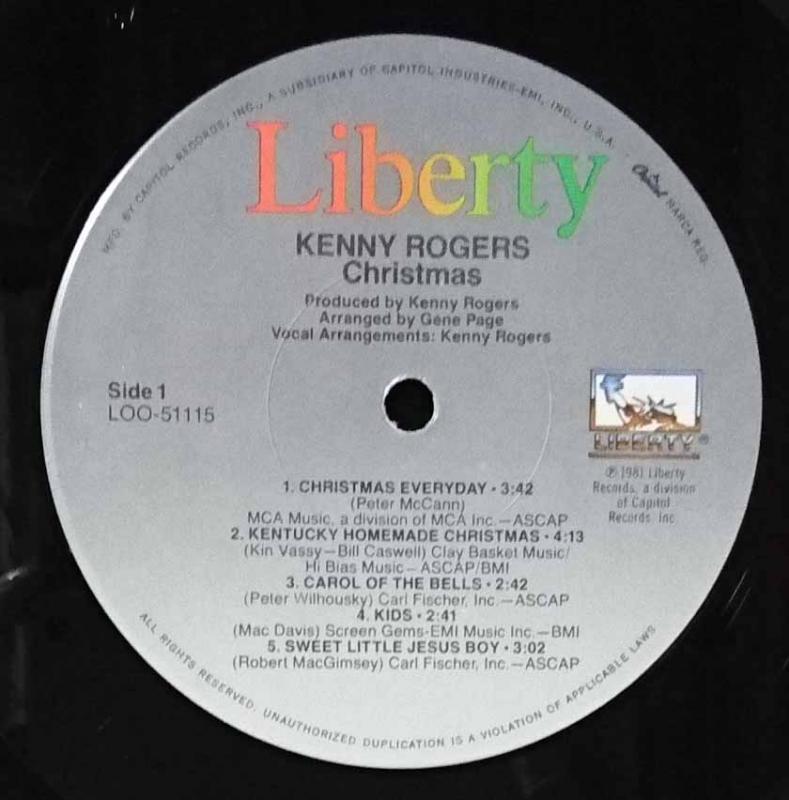 MFD. BY CAPITOL RECORDS, INC., A SUBSIDIARY OF CAPITOL INDUSTRIES-EMI, INC., U.S.A. Capitol MARCA REG.
Liberty
KENNY ROGERS
Christmas
Produced by Kenny Rogers
Arranged by Gene Page
Vocal Arrangements: Kenny Rogers
Side 1
LOO-51115
LIBERTY®
℗ 1981 Liberty
Records, a division
of Capitol
Records, Inc.
1. CHRISTMAS EVERYDAY • 3:42
(Peter McCann)
MCA Music, a division of MCA Inc.—ASCAP
2. KENTUCKY HOMEMADE CHRISTMAS • 4:13
(Kin Vassy—Bill Caswell) Clay Basket Music/
Hi Bias Music—ASCAP/BMI
3. CAROL OF THE BELLS • 2:42
(Peter Wilhousky) Carl Fischer, Inc.—ASCAP
4. KIDS • 2:41
(Mac Davis) Screen Gems-EMI Music Inc.—BMI
5. SWEET LITTLE JESUS BOY • 3:02
(Robert MacGimsey) Carl Fischer, Inc.—ASCAP
ALL RIGHTS RESERVED. UNAUTHORIZED DUPLICATION IS A VIOLATION OF APPLICABLE LAWS